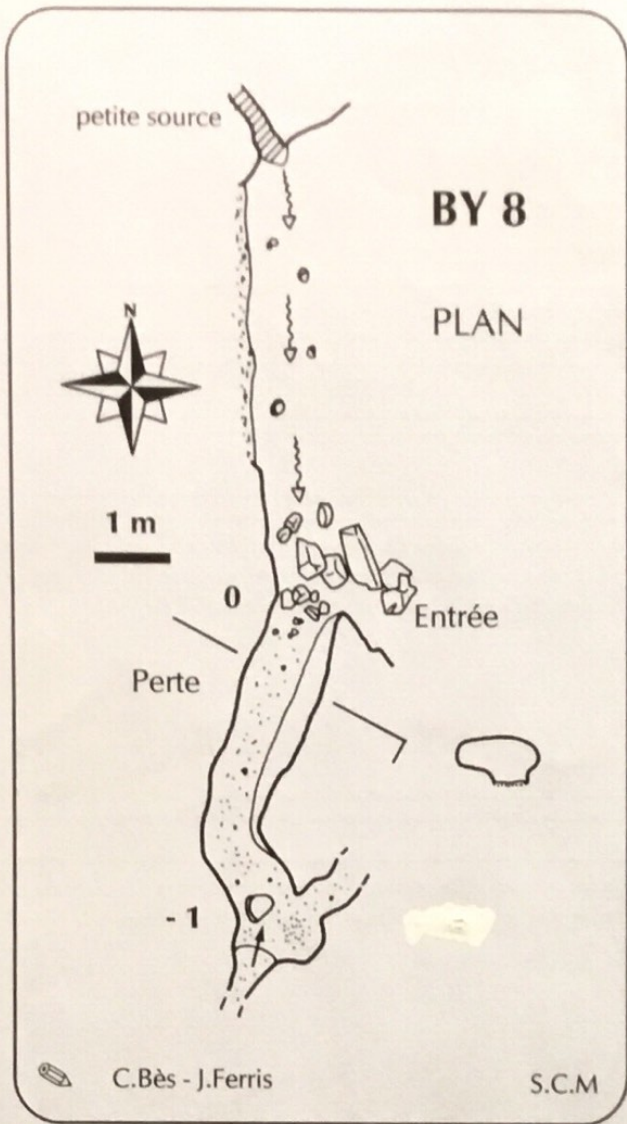 petite source
BY 8
PLAN
N
1 m
0
Entrée
Perte
- 1
C.Bès - J.Ferris
S.C.M